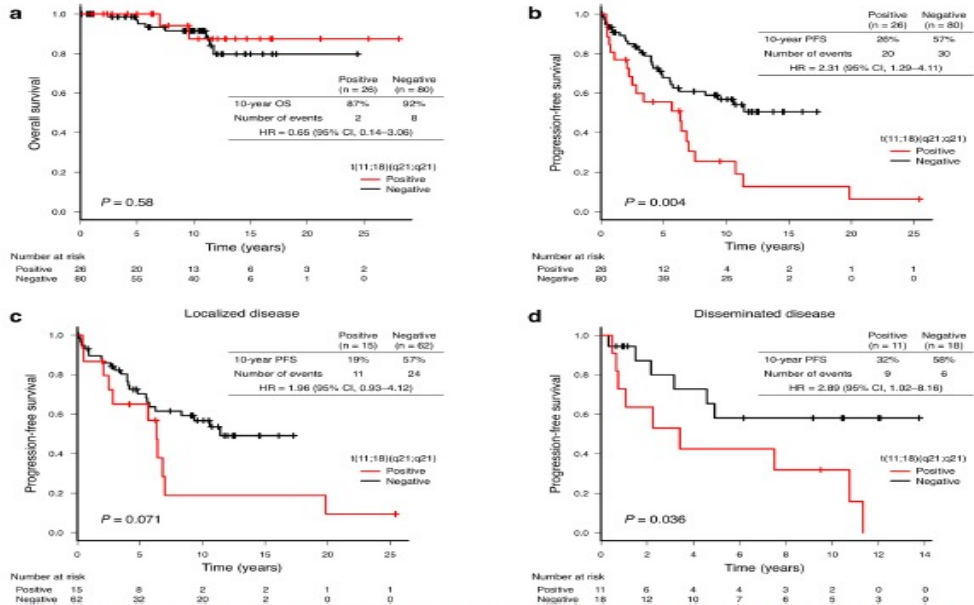 a
Overall survival
1.0
0.8
0.6
0.4
0.2
0.0
Positive (n = 26) Negative (n = 80)
10-year OS 87% 92%
Number of events 2 8
HR = 0.65 (95% CI, 0.14–3.06)
t(11;18)(q21;q21)
Positive
Negative
P = 0.58
0 5 10 15 20 25
Time (years)
Number at risk
Positive 26 20 13 6 3 2
Negative 80 55 40 6 1 0
b
Progression-free survival
1.0
0.8
0.6
0.4
0.2
0.0
Positive (n = 26) Negative (n = 80)
10-year PFS 26% 57%
Number of events 20 30
HR = 2.31 (95% CI, 1.29–4.11)
t(11;18)(q21;q21)
Positive
Negative
P = 0.004
0 5 10 15 20 25
Time (years)
Number at risk
Positive 26 12 4 2 1 1
Negative 80 39 25 2 0 0
c
Localized disease
Progression-free survival
1.0
0.8
0.6
0.4
0.2
0.0
Positive (n = 15) Negative (n = 62)
10-year PFS 19% 57%
Number of events 11 24
HR = 1.96 (95% CI, 0.93–4.12)
t(11;18)(q21;q21)
Positive
Negative
P = 0.071
0 5 10 15 20 25
Time (years)
Number at risk
Positive 15 8 2 2 1 1
Negative 62 32 20 2 0 0
d
Disseminated disease
Progression-free survival
1.0
0.8
0.6
0.4
0.2
0.0
Positive (n = 11) Negative (n = 18)
10-year PFS 32% 58%
Number of events 9 6
HR = 2.89 (95% CI, 1.02–8.16)
t(11;18)(q21;q21)
Positive
Negative
P = 0.036
0 2 4 6 8 10 12 14
Time (years)
Number at risk
Positive 11 6 4 4 3 2 0 0
Negative 18 12 10 7 6 5 3 0